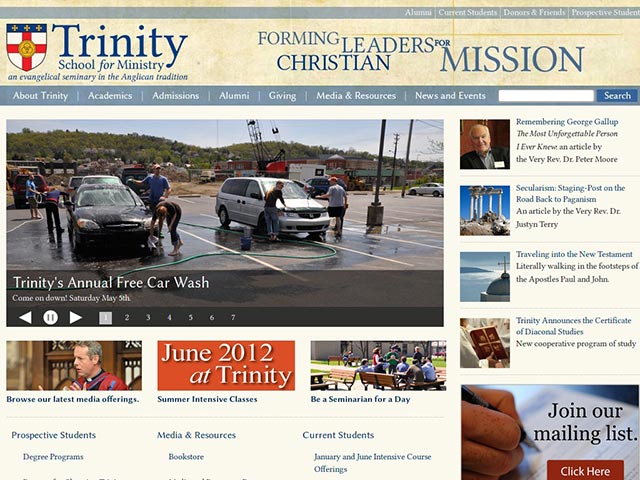 Alumni | Current Students | Donors & Friends | Prospective Student
Trinity
School for Ministry
an evangelical seminary in the Anglican tradition
FORMING LEADERS FOR
CHRISTIAN MISSION
About Trinity | Academics | Admissions | Alumni | Giving | Media & Resources | News and Events
Search
Trinity's Annual Free Car Wash
Come on down! Saturday May 5th.
1 2 3 4 5 6 7
Remembering George Gallup
The Most Unforgettable Person
I Ever Knew: an article by
the Very Rev. Dr. Peter Moore
Secularism: Staging-Post on the
Road Back to Paganism
An article by the Very Rev. Dr.
Justyn Terry
Traveling into the New Testament
Literally walking in the footsteps of
the Apostles Paul and John.
Trinity Announces the Certificate
of Diaconal Studies
New cooperative program of study
Browse our latest media offerings.
June 2012
at Trinity
Summer Intensive Classes
Be a Seminarian for a Day
Join our
mailing list.
Click Here
Prospective Students
Degree Programs
Media & Resources
Bookstore
Current Students
January and June Intensive Course
Offerings